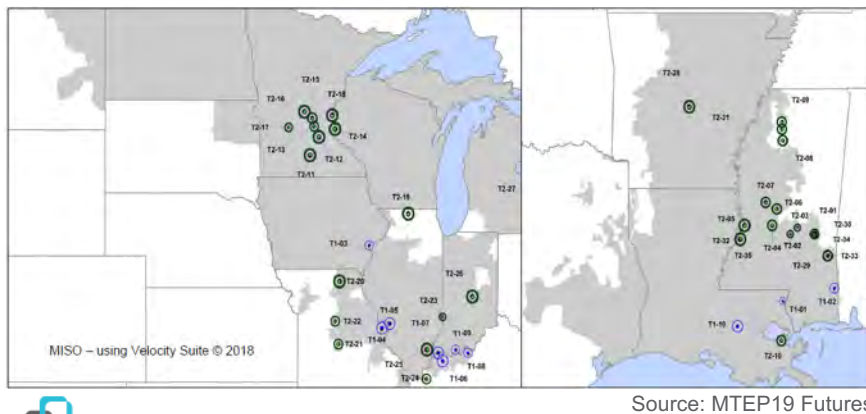 T2-15
T2-16
T2-18
T2-17
T2-14
T2-13
T2-12
T2-11
T2-27
T2-19
T1-03
T2-20
T2-26
T2-23
T1-05
T2-22
T1-07
T1-04
T1-09
T2-21
T2-25
T1-08
T2-24
T1-06
MISO – using Velocity Suite © 2018
T2-28
T2-09
T2-31
T2-08
T2-07
T2-06
T2-01
T2-05
T2-03
T2-30
T2-32
T2-04
T2-02
T2-34
T2-35
T2-29
T2-33
T1-02
T1-01
T1-10
T2-10
Source: MTEP19 Futures